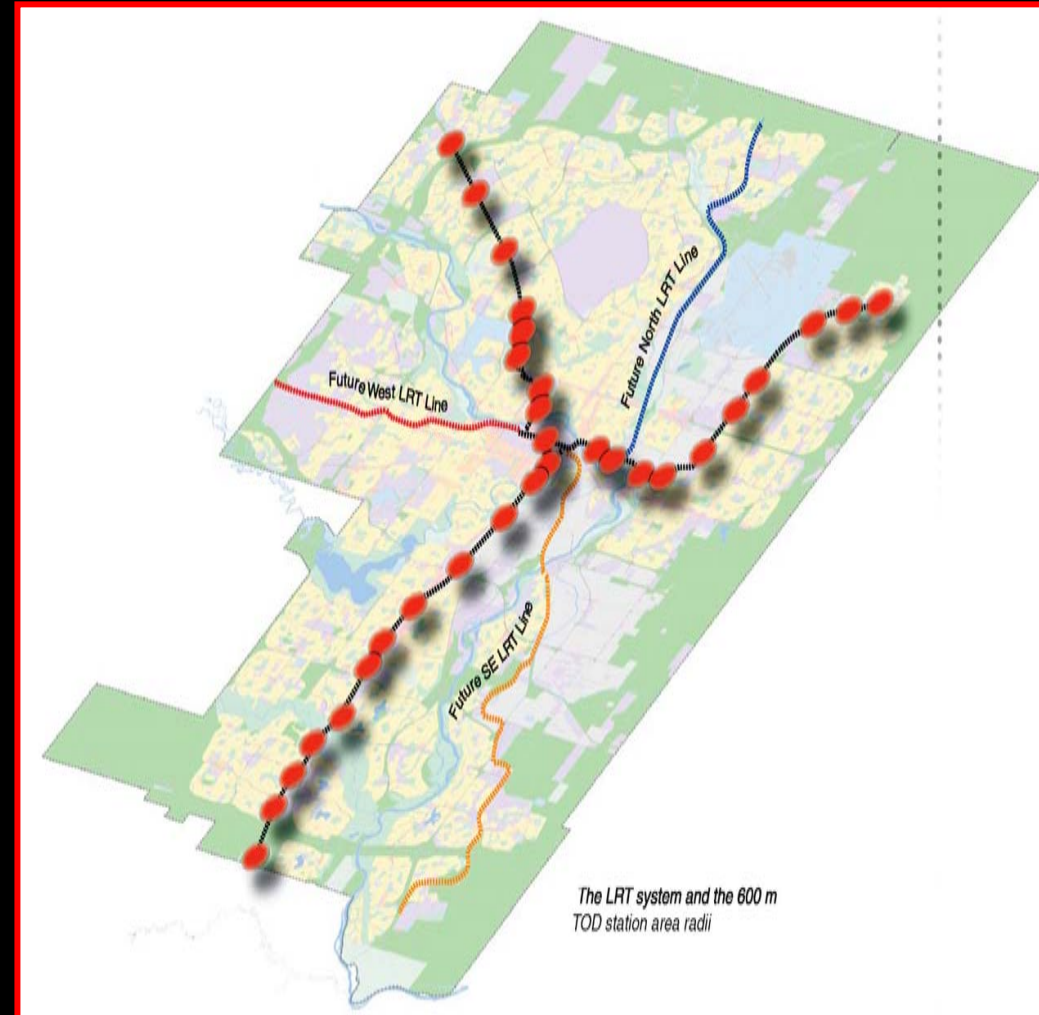 Future North LRT Line
Future West LRT Line
Future SE LRT Line
The LRT system and the 600 m
TOD station area radii